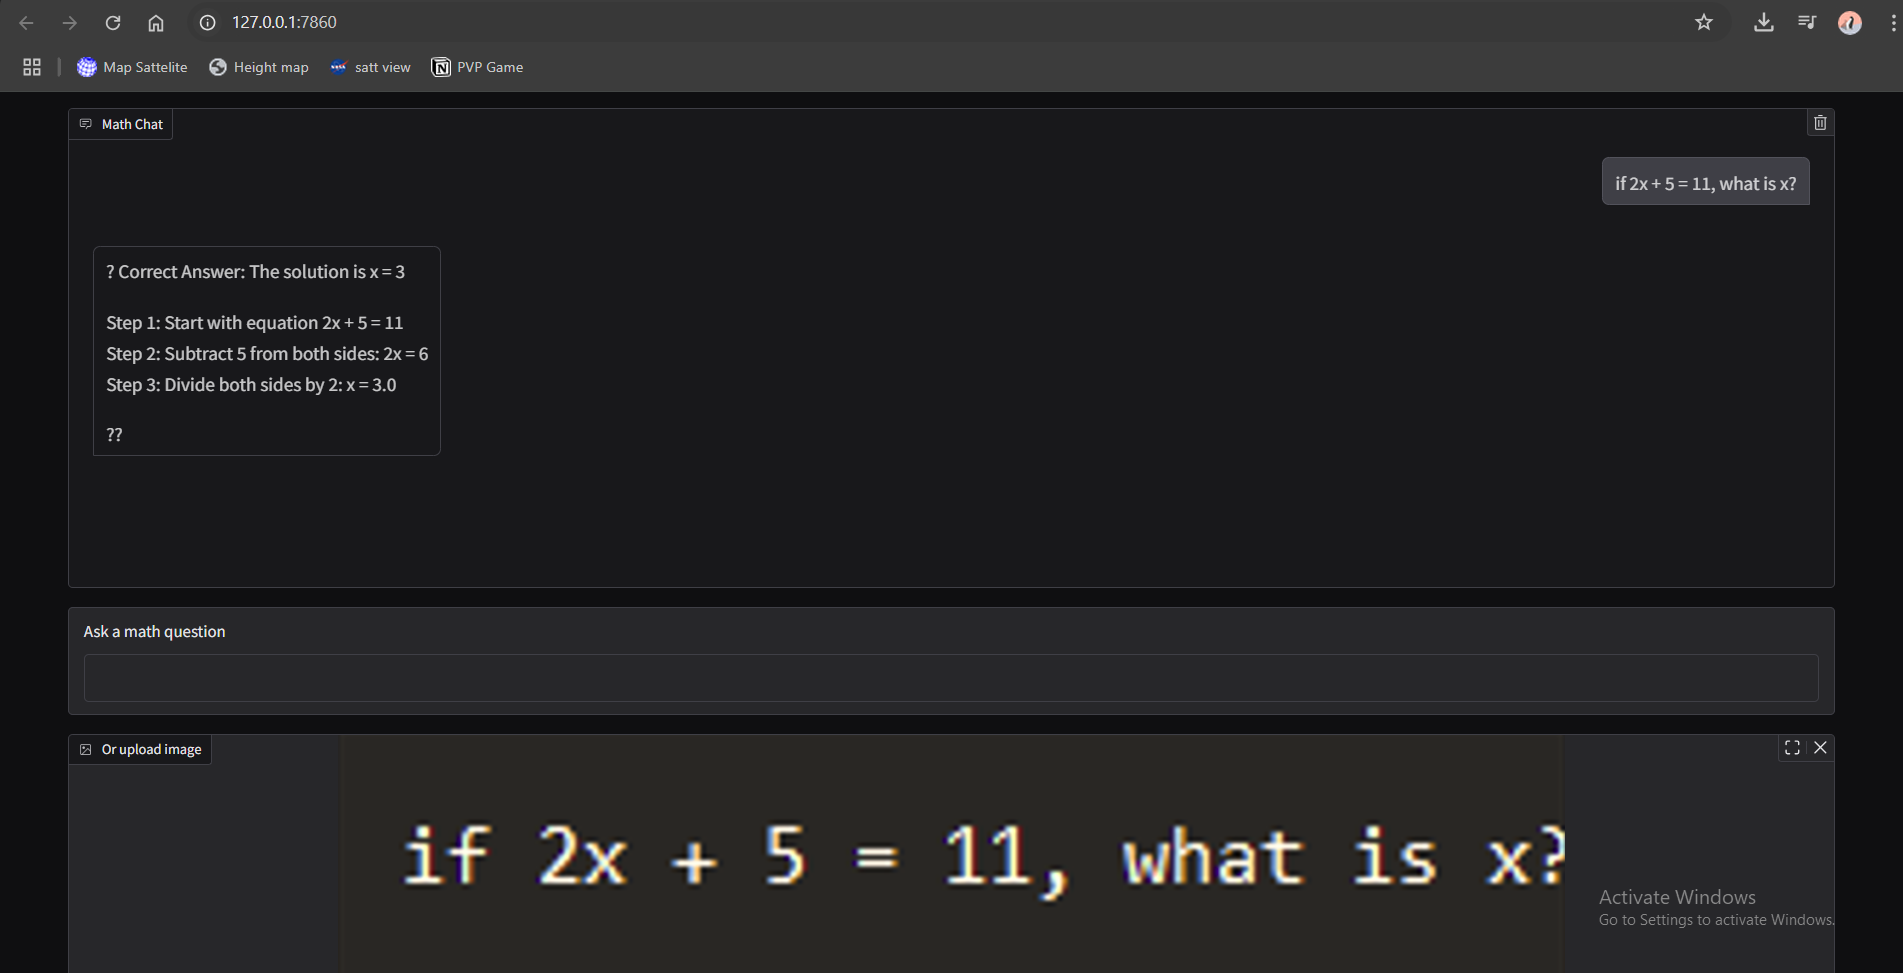 127.0.0.1:7860
Map Sattelite
Height map
satt view
PVP Game
Math Chat
if 2x + 5 = 11, what is x?
? Correct Answer: The solution is x = 3
Step 1: Start with equation 2x + 5 = 11
Step 2: Subtract 5 from both sides: 2x = 6
Step 3: Divide both sides by 2: x = 3.0
??
Ask a math question
Or upload image
if 2x + 5 = 11, what is x?
Activate Windows
Go to Settings to activate Windows.